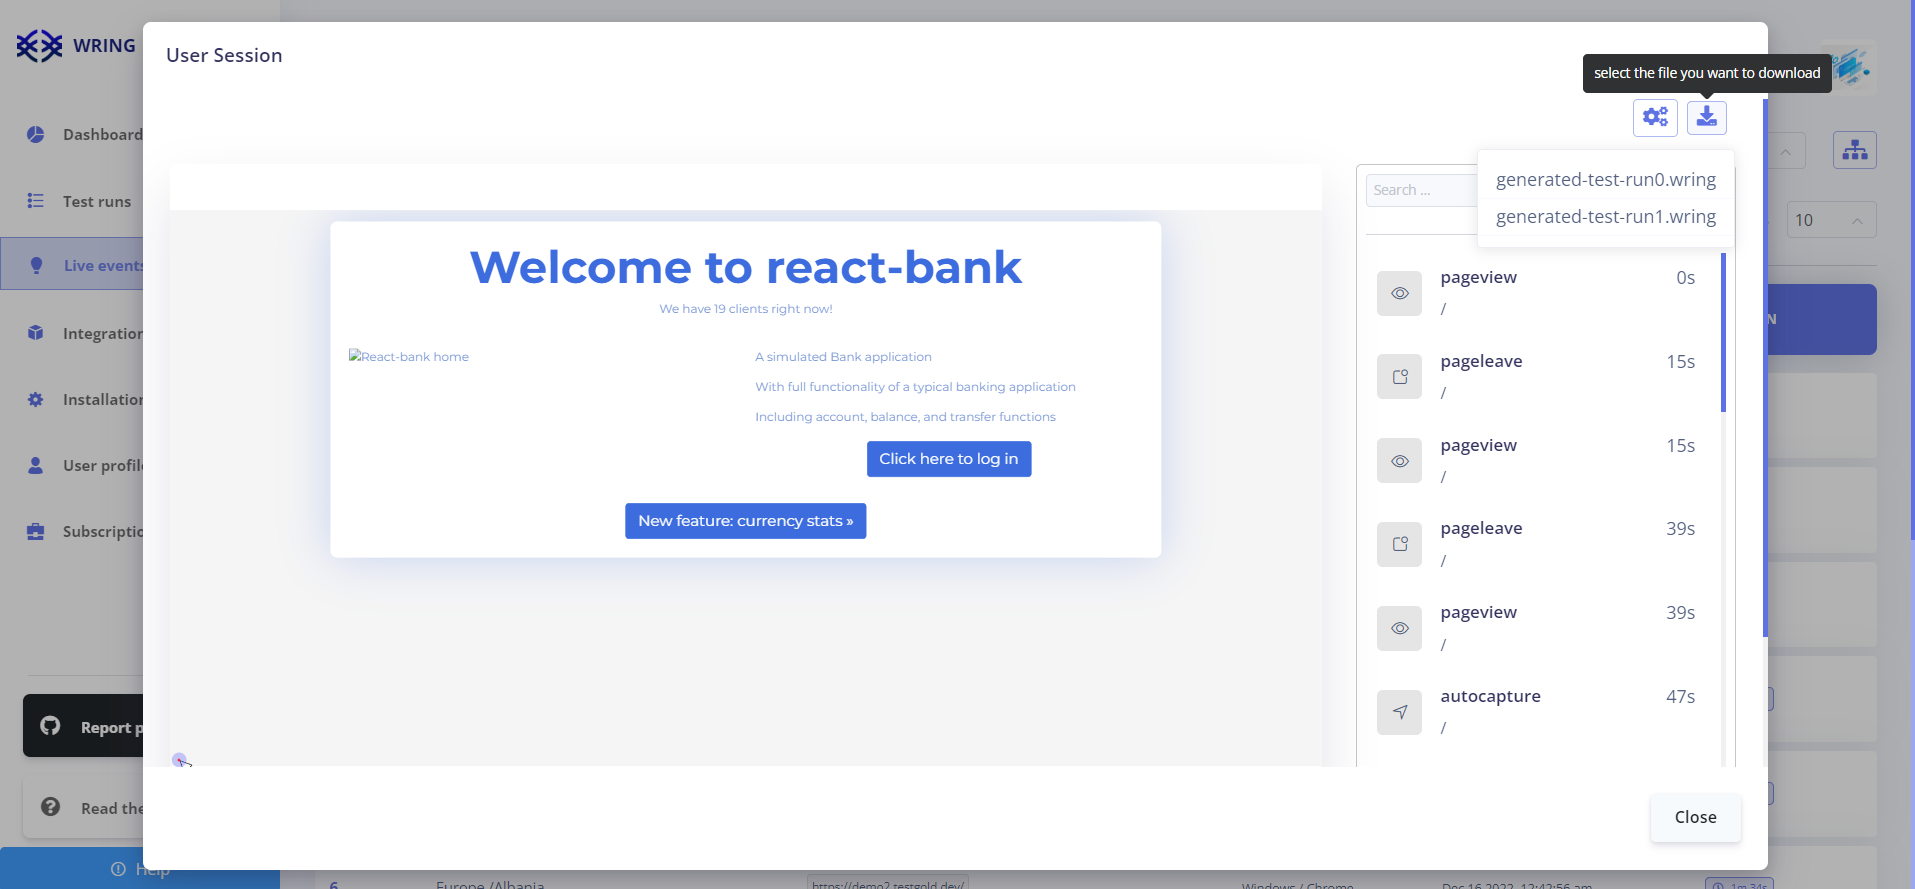 WRING
User Session
select the file you want to download
Dashboard
Test runs
Live events
Integration
Installation
User profile
Subscriptio
Report p
Read the
Help
generated-test-run0.wring
generated-test-run1.wring
Search ...
10
N
Welcome to react-bank
We have 19 clients right now!
React-bank home
A simulated Bank application
With full functionality of a typical banking application
Including account, balance, and transfer functions
Click here to log in
New feature: currency stats »
pageview 0s
/
pageleave 15s
/
pageview 15s
/
pageleave 39s
/
pageview 39s
/
autocapture 47s
/
Close
6 Europe /Albania https://demo2.testgold.dev/ Windows / Chrome Dec 16 2022, 12:42:56 am 1m 34s